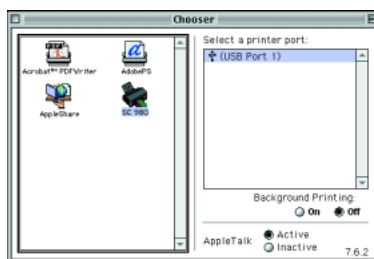 Chooser
Acrobat™ PDFWriter
AdobePS
AppleShare
SC 980
Select a printer port:
(USB Port 1)
Background Printing:
On Off
AppleTalk
Active
Inactive
7.6.2